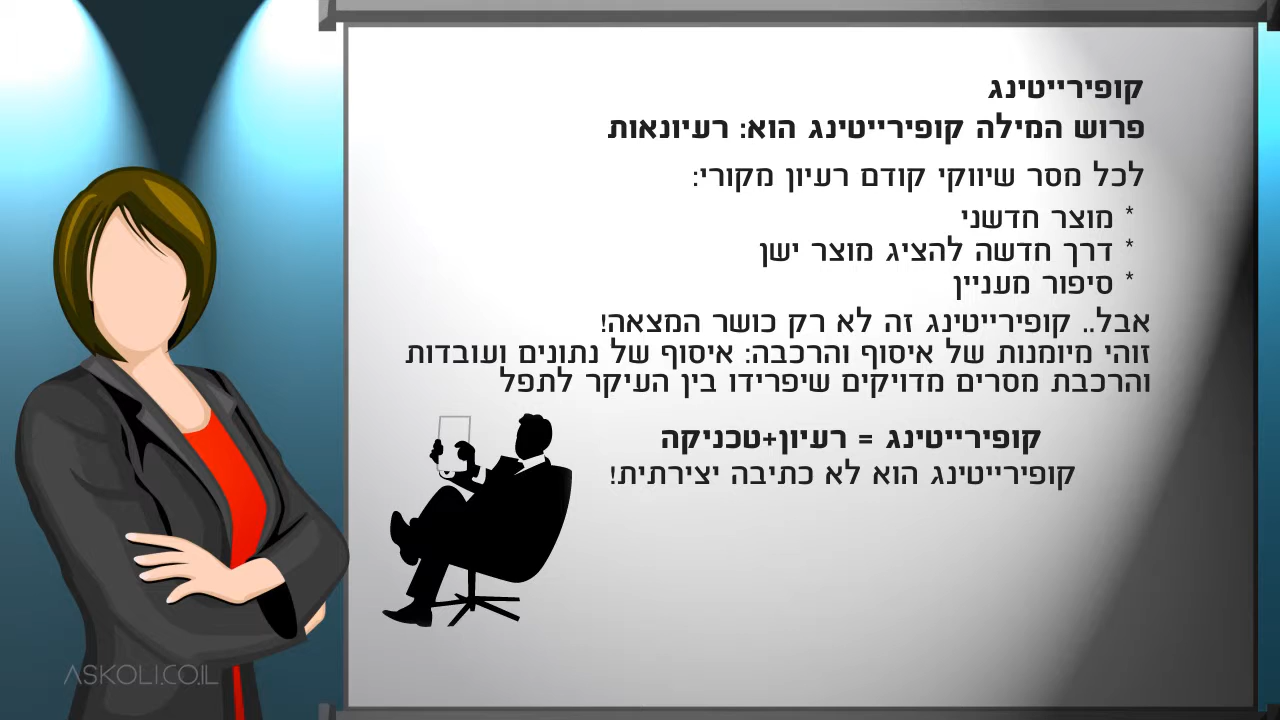 קופירייטינג
פרוש המילה קופירייטינג הוא: רעיונאות
לכל מסר שיווקי קודם רעיון מקורי:
* מוצר חדשני
* דרך חדשה להציג מוצר ישן
* סיפור מעניין
אבל.. קופירייטינג זה לא רק כושר המצאה!
זוהי מיומנות של איסוף והרכבה: איסוף של נתונים ועובדות
והרכבת מסרים מדויקים שיפרידו בין העיקר לתפל
קופירייטינג = רעיון+טכניקה
קופירייטינג הוא לא כתיבה יצירתית!
ASKOLI.CO.IL